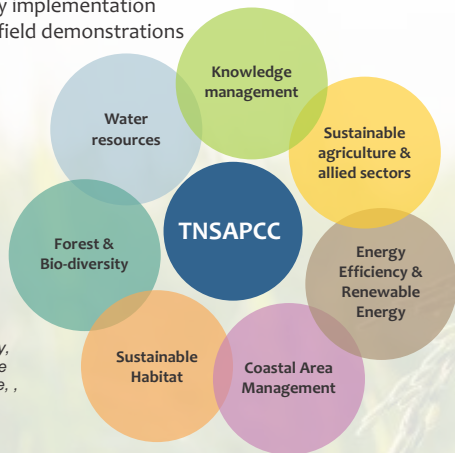 y implementation
field demonstrations
Knowledge
management
Water
resources
Sustainable
agriculture &
allied sectors
TNSAPCC
Forest &
Bio-diversity
Energy
Efficiency &
Renewable
Energy
Sustainable
Habitat
Coastal Area
Management
y,
e
e, ,